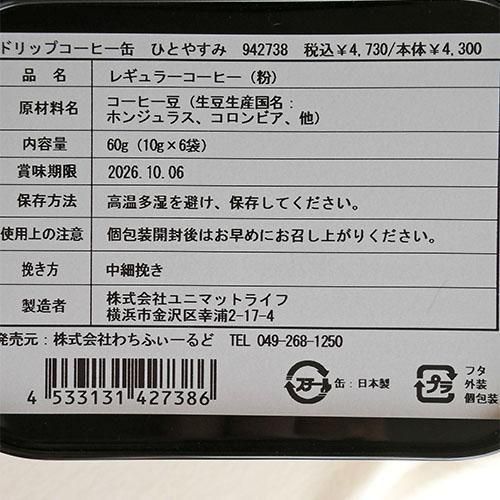 ドリップコーヒー缶 ひとやすみ 942738 税込¥4,730/本体¥4,300
品 名 レギュラーコーヒー(粉)
原材料名 コーヒー豆(生豆生産国名:
ホンジュラス、コロンビア、他)
内容量 60g(10g×6袋)
賞味期限 2026.10.06
保存方法 高温多湿を避け、保存してください。
使用上の注意 個包装開封後はお早めにお召し上がりください。
挽き方 中細挽き
製造者 株式会社ユニマットライフ
横浜市金沢区幸浦2-17-4
発売元:株式会社わちふぃーるど TEL 049-268-1250
4 533131 427386
スチール 缶:日本製
プラ フタ
外装
個包装